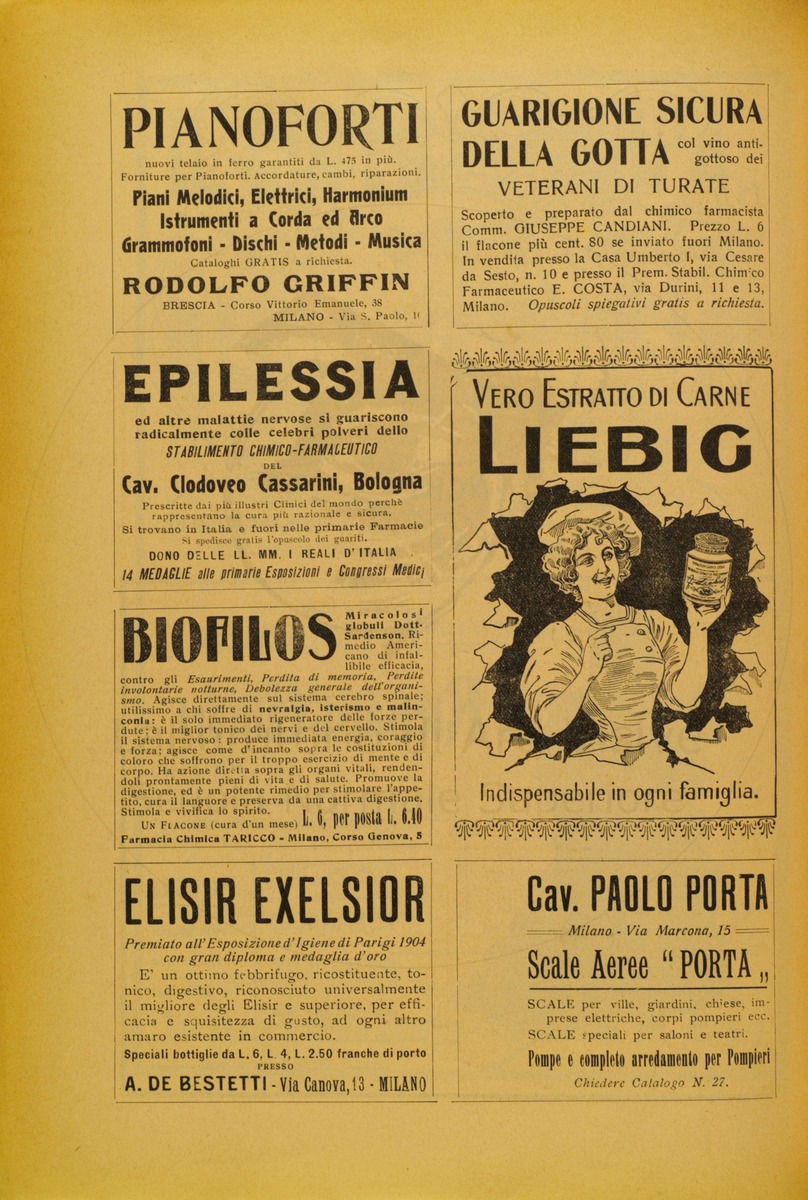 PIANOFORTI
nuovi telaio in ferro garantiti da L. 475 in più.
Forniture per Pianoforti. Accordature, cambi, riparazioni.
Piani Melodici, Elettrici, Harmonium
Istrumenti a Corda ed Arco
Grammofoni - Dischi - Metodi - Musica
Cataloghi GRATIS a richiesta.
RODOLFO GRIFFIN
BRESCIA - Corso Vittorio Emanuele, 38
MILANO - Via S. Paolo,
EPILESSIA
ed altre malattie nervose si guariscono
radicalmente colle celebri polveri dello
STABILIMENTO CHIMICO-FARMACEUTICO
DEL
Cav. Clodoveo Cassarini, Bologna
Prescritte dai più illustri Clinici del mondo perchè
rappresentano la cura più razionale e sicura.
Si trovano in Italia e fuori nelle primarie Farmacie
Si spedisce gratis l'opuscolo dei guariti.
DONO DELLE LL. MM. I REALI D'ITALIA .
14 MEDAGLIE alle primarie Esposizioni e Congressi Medici
BIOFILOS
Miracolosi
globuli Dott.
Sardenson. Ri-
medio Ameri-
cano di infal-
libile efficacia,
contro gli Esaurimenti, Perdita di memoria, Perdite
involontarie notturne, Debolezza generale dell'organi-
smo. Agisce direttamente sul sistema cerebro spinale;
utilissimo a chi soffre di nevralgia, isterismo e malin-
conia: è il solo immediato rigeneratore delle forze per-
dute; è il miglior tonico dei nervi e del cervello. Stimola
il sistema nervoso: produce immediata energia, coraggio
e forza; agisce come d'incanto sopra le costituzioni di
coloro che soffrono per il troppo esercizio di mente e di
corpo. Ha azione diretta sopra gli organi vitali, renden-
doli prontamente pieni di vita e di salute. Promuove la
digestione, ed è un potente rimedio per stimolare l'appe-
tito, cura il languore e preserva da una cattiva digestione.
Stimola e vivifica lo spirito.
UN FLACONE (cura d'un mese) L. 6, per posta L. 6.40
Farmacia Chimica TARICCO - Milano, Corso Genova, 5
ELISIR EXELSIOR
Premiato all'Esposizione d'Igiene di Parigi 1904
con gran diploma e medaglia d'oro
E' un ottimo febbrifugo, ricostituente, to-
nico, digestivo, riconosciuto universalmente
il migliore degli Elisir e superiore, per effi-
cacia e squisitezza di gusto, ad ogni altro
amaro esistente in commercio.
Speciali bottiglie da L. 6, L. 4, L. 2.50 franche di porto
PRESSO
A. DE BESTETTI - Via Canova, 13 - MILANO
GUARIGIONE SICURA
DELLA GOTTA col vino anti-
gottoso dei
VETERANI DI TURATE
Scoperto e preparato dal chimico farmacista
Comm. GIUSEPPE CANDIANI. Prezzo L. 6
il flacone più cent. 80 se inviato fuori Milano.
In vendita presso la Casa Umberto I, via Cesare
da Sesto, n. 10 e presso il Prem. Stabil. Chimico
Farmaceutico E. COSTA, via Durini, 11 e 13,
Milano. Opuscoli spiegativi gratis a richiesta.
VERO ESTRATTO DI CARNE
LIEBIG
Indispensabile in ogni famiglia.
Cav. PAOLO PORTA
Milano - Via Marcona, 15
Scale Aeree "PORTA„
SCALE per ville, giardini, chiese, im-
prese elettriche, corpi pompieri ecc.
SCALE speciali per saloni e teatri.
Pompe e completo arredamento per Pompieri
Chiedere Catalogo N. 27.